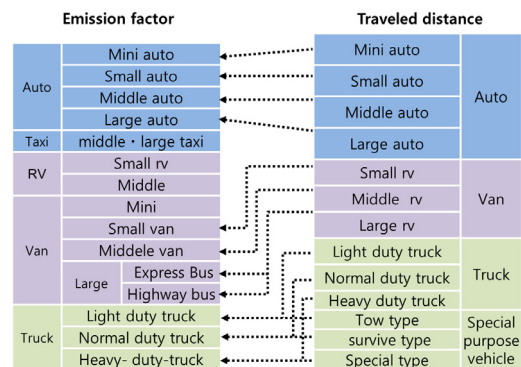 Emission factor
Auto
Mini auto
Small auto
Middle auto
Large auto
Taxi
middle・large taxi
RV
Small rv
Middle
Van
Mini
Small van
Middele van
Large
Express Bus
Highway bus
Truck
Light duty truck
Normal duty truck
Heavy- duty-truck
Traveled distance
Mini auto
Small auto
Middle auto
Large auto
Auto
Small rv
Middle rv
Large rv
Van
Light duty truck
Normal duty truck
Heavy duty truck
Truck
Tow type
survive type
Special type
Special
purpose
vehicle